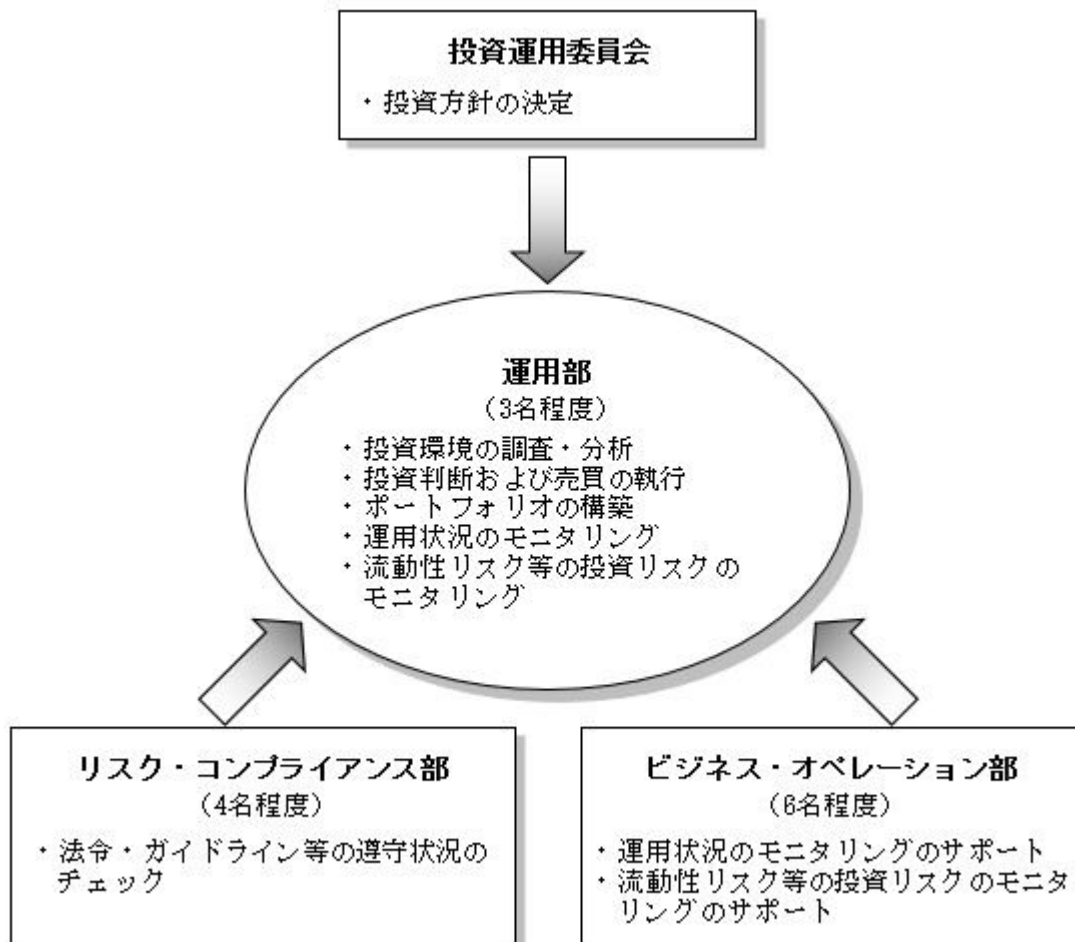 投資運用委員会
・投資方針の決定
運用部
(3名程度)
・投資環境の調査・分析
・投資判断および売買の執行
・ポートフォリオの構築
・運用状況のモニタリング
・流動性リスク等の投資リスクの
モニタリング
リスク・コンプライアンス部
(4名程度)
・法令・ガイドライン等の遵守状況の
チェック
ビジネス・オペレーション部
(6名程度)
・運用状況のモニタリングのサポート
・流動性リスク等の投資リスクのモニタ
リングのサポート